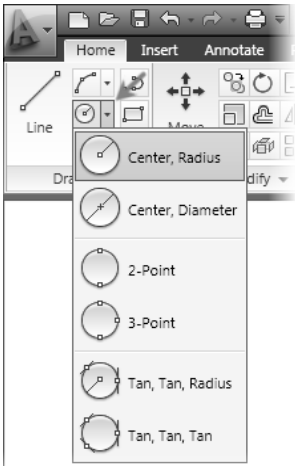 Home Insert Annotate
Line
Move
Center, Radius
Center, Diameter
2-Point
3-Point
Tan, Tan, Radius
Tan, Tan, Tan